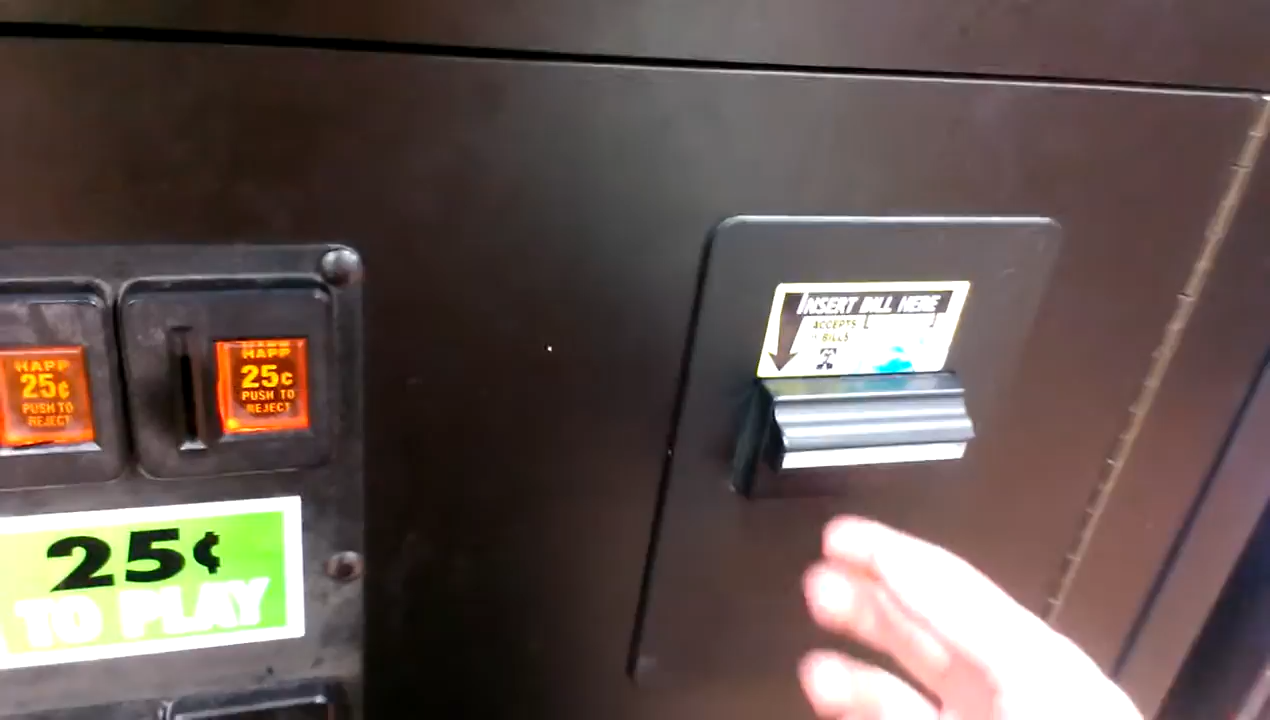 HAPP
25¢
PUSH TO
REJECT
HAPP
25¢
PUSH TO
REJECT
25¢
TO PLAY
INSERT BILL HERE
ACCEPTS
BILLS